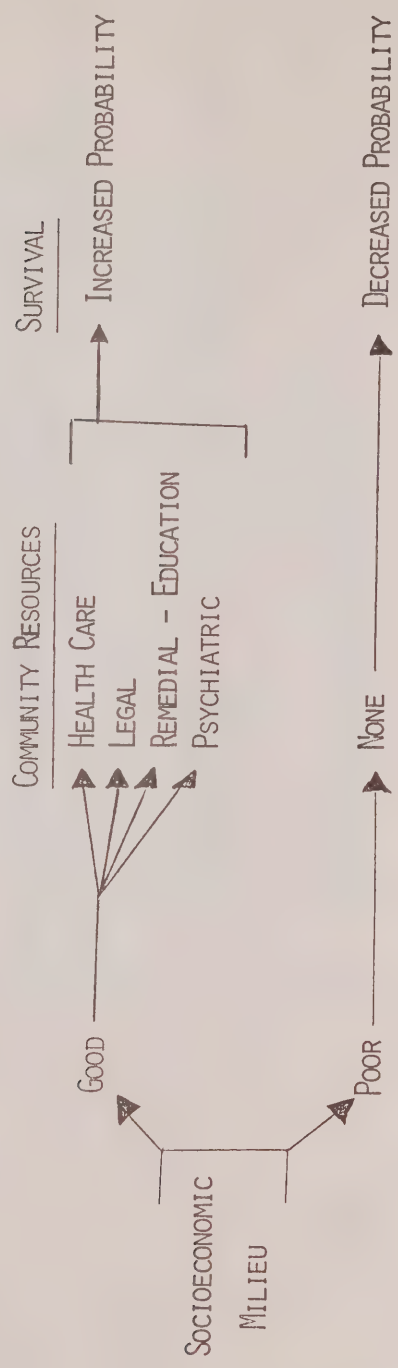 COMMUNITY RESOURCES
SURVIVAL
HEALTH CARE
LEGAL
REMEDIAL - EDUCATION
PSYCHIATRIC
INCREASED PROBABILITY
GOOD
SOCIOECONOMIC
MILIEU
POOR
NONE
DECREASED PROBABILITY